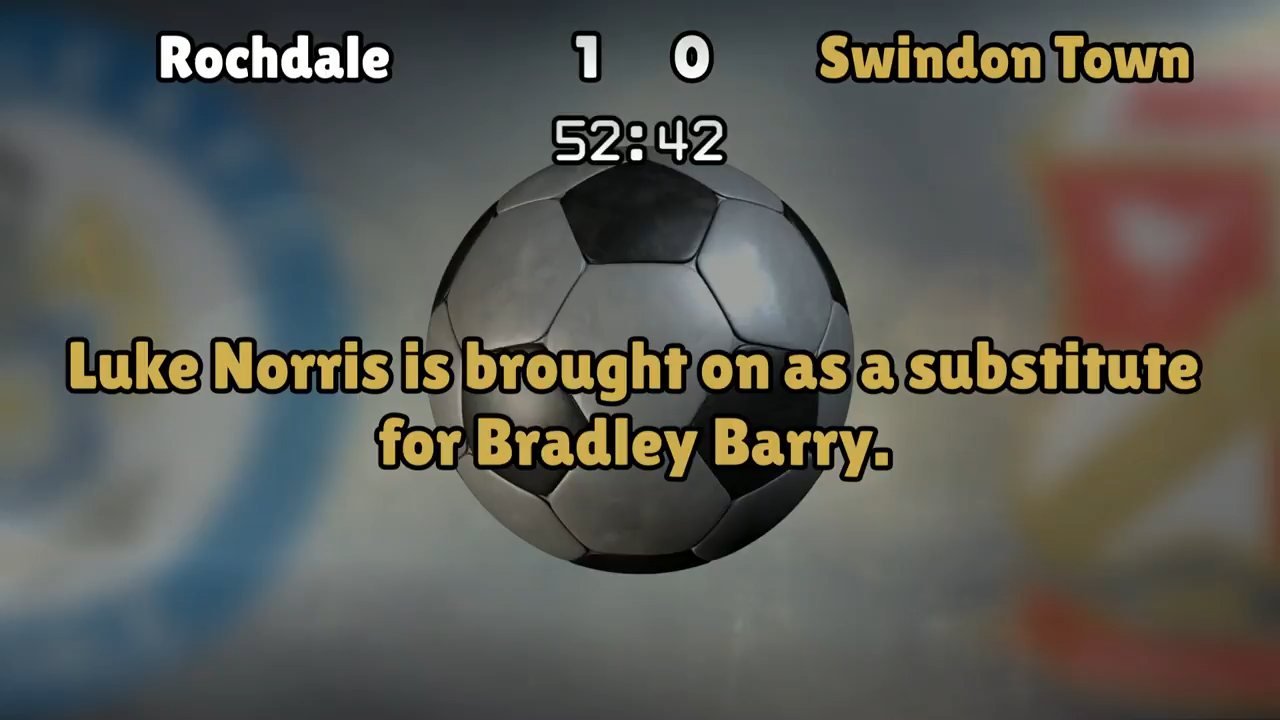 Rochdale 1 0 Swindon Town
52:42
Luke Norris is brought on as a substitute
for Bradley Barry.